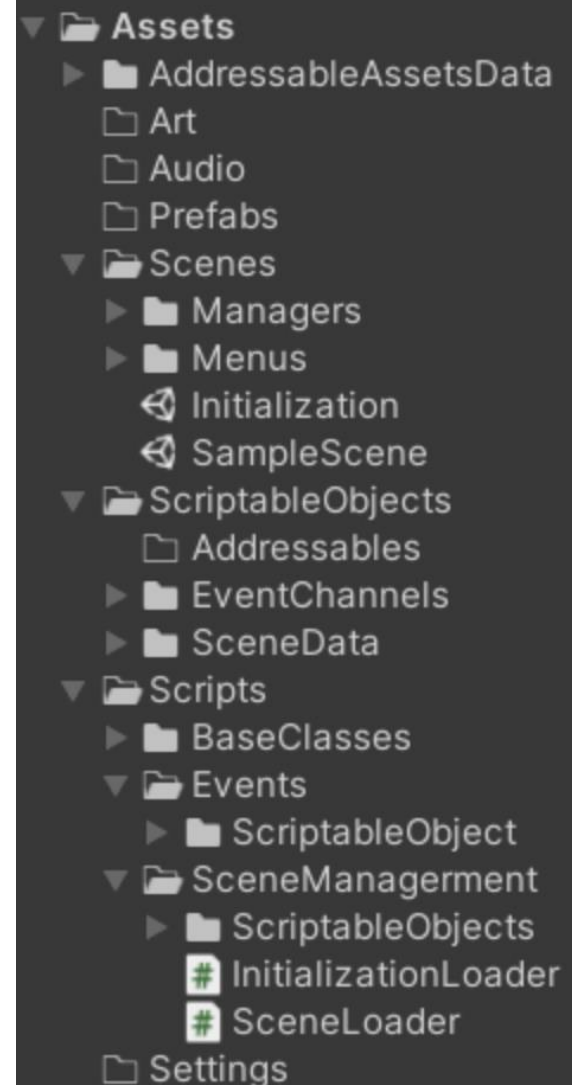 Assets
AddressableAssetsData
Art
Audio
Prefabs
Scenes
Managers
Menus
Initialization
SampleScene
ScriptableObjects
Addressables
EventChannels
SceneData
Scripts
BaseClasses
Events
ScriptableObject
SceneManagerment
ScriptableObjects
# InitializationLoader
# SceneLoader
Settings